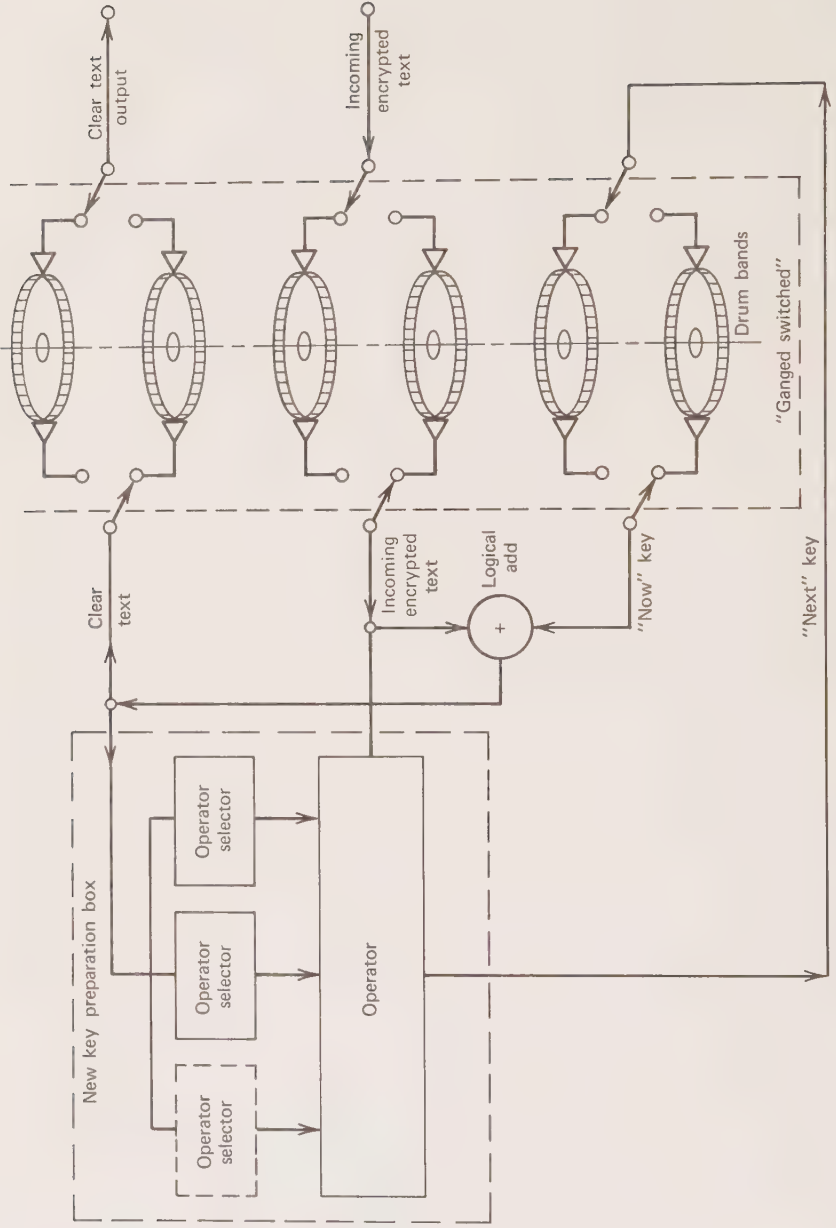 New key preparation box
Clear
text
Clear text
output
Operator
selector
Operator
selector
Operator
selector
Operator
Incoming
encrypted
text
Incoming
encrypted
text
Logical
add
+
"Now" key
Drum bands
"Ganged switched"
"Next" key